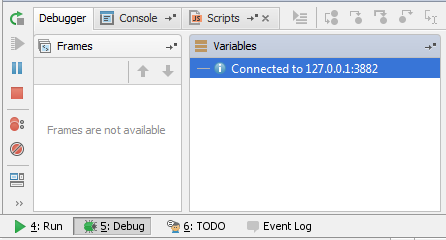 Debugger Console Scripts
Frames Variables
Connected to 127.0.0.1:3882
Frames are not available
4: Run 5: Debug 6: TODO Event Log